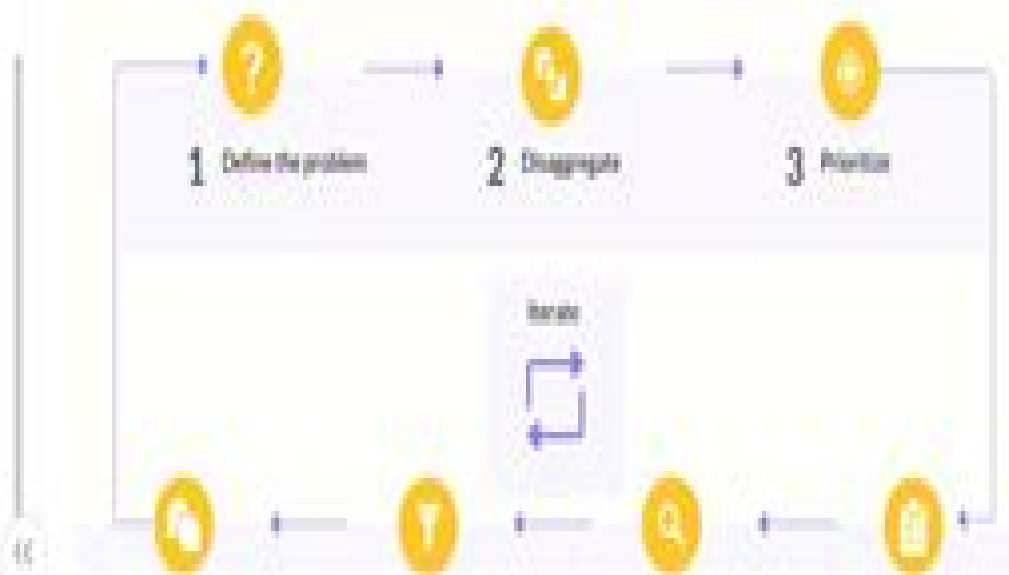 1 Define the problem
2 Disaggregate
3 Prioritize
Iterate